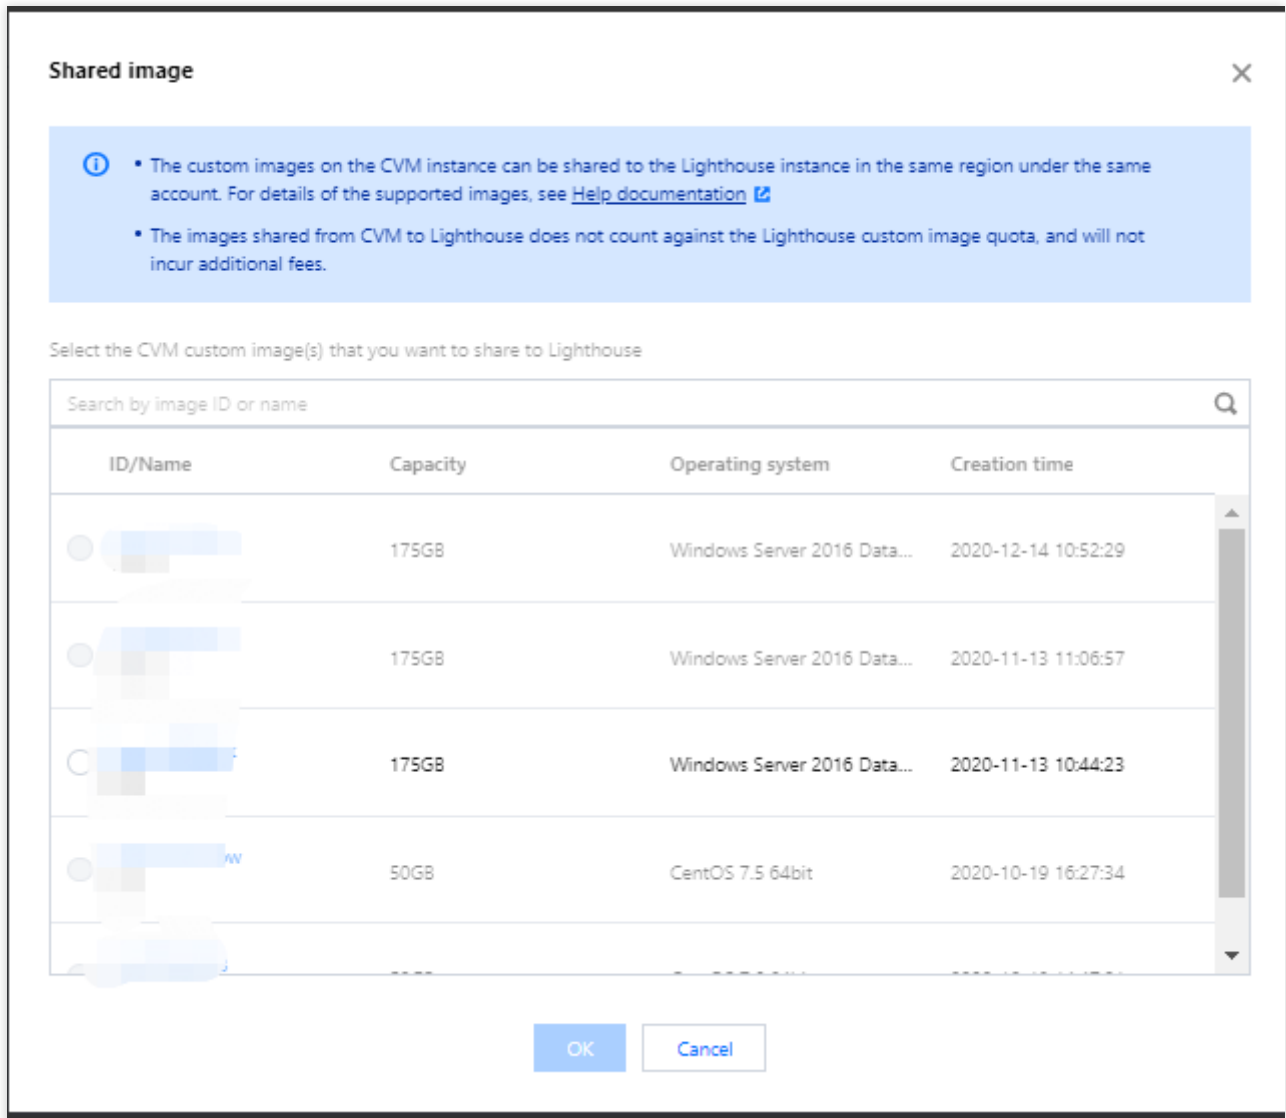 Shared image
• The custom images on the CVM instance can be shared to the Lighthouse instance in the same region under the same
account. For details of the supported images, see Help documentation
• The images shared from CVM to Lighthouse does not count against the Lighthouse custom image quota, and will not
incur additional fees.
Select the CVM custom image(s) that you want to share to Lighthouse
Search by image ID or name
ID/Name Capacity Operating system Creation time
175GB Windows Server 2016 Data... 2020-12-14 10:52:29
175GB Windows Server 2016 Data... 2020-11-13 11:06:57
175GB Windows Server 2016 Data... 2020-11-13 10:44:23
50GB CentOS 7.5 64bit 2020-10-19 16:27:34
OK Cancel